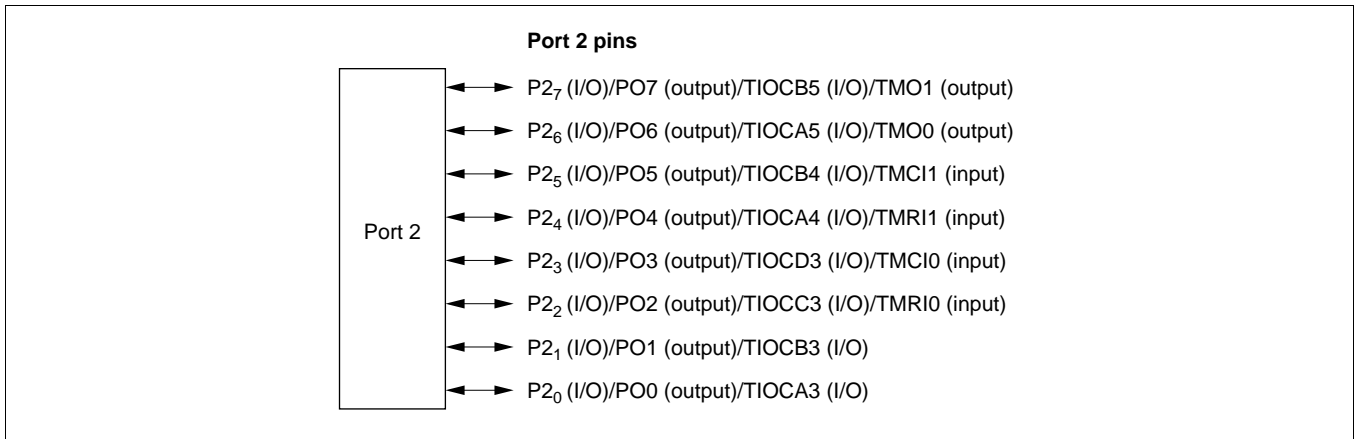 Port 2 pins
P2₇ (I/O)/PO7 (output)/TIOCB5 (I/O)/TMO1 (output)
P2₆ (I/O)/PO6 (output)/TIOCA5 (I/O)/TMO0 (output)
P2₅ (I/O)/PO5 (output)/TIOCB4 (I/O)/TMCI1 (input)
P2₄ (I/O)/PO4 (output)/TIOCA4 (I/O)/TMRI1 (input)
Port 2
P2₃ (I/O)/PO3 (output)/TIOCD3 (I/O)/TMCI0 (input)
P2₂ (I/O)/PO2 (output)/TIOCC3 (I/O)/TMRI0 (input)
P2₁ (I/O)/PO1 (output)/TIOCB3 (I/O)
P2₀ (I/O)/PO0 (output)/TIOCA3 (I/O)